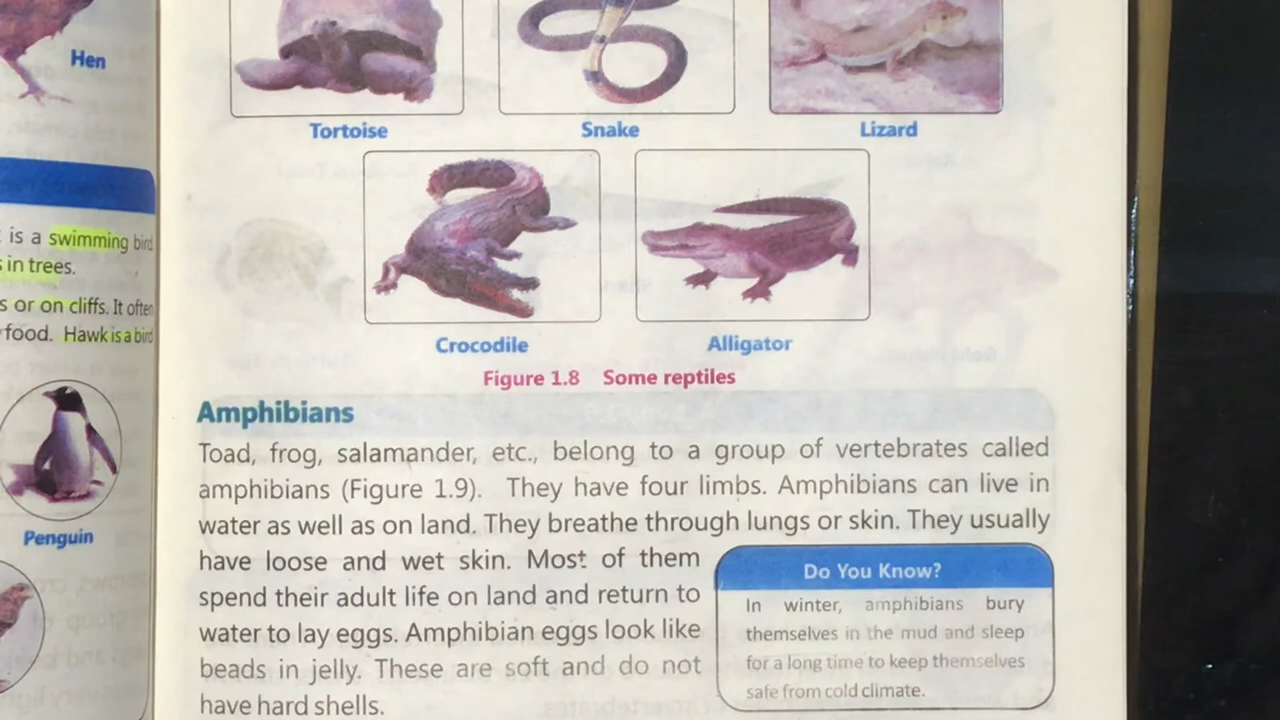 Hen
is a swimming bird
in trees.
s or on cliffs. It often
food. Hawk is a bird
Penguin
Tortoise
Snake
Lizard
Crocodile
Alligator
Figure 1.8 Some reptiles
Amphibians
Toad, frog, salamander, etc., belong to a group of vertebrates called
amphibians (Figure 1.9). They have four limbs. Amphibians can live in
water as well as on land. They breathe through lungs or skin. They usually
have loose and wet skin. Most of them
spend their adult life on land and return to
water to lay eggs. Amphibian eggs look like
beads in jelly. These are soft and do not
have hard shells.
Do You Know?
In winter, amphibians bury
themselves in the mud and sleep
for a long time to keep themselves
safe from cold climate.